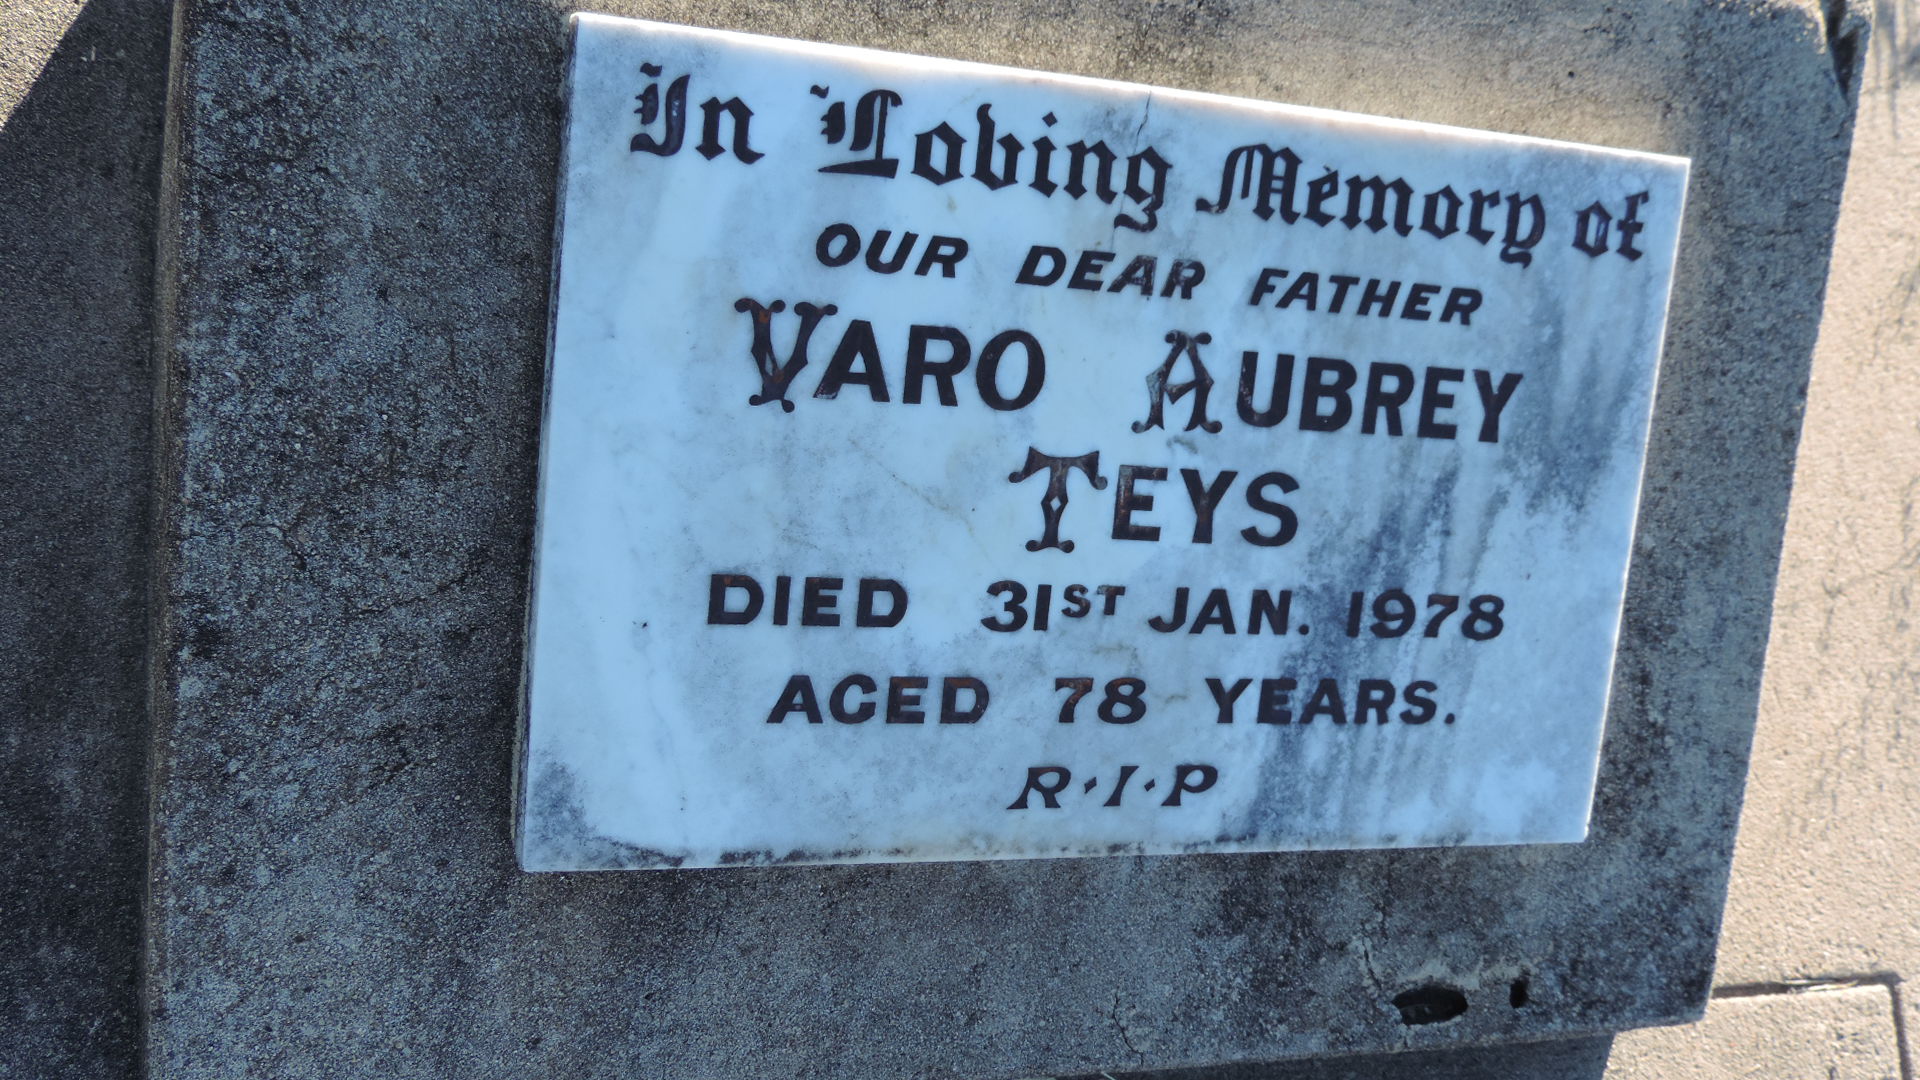 In Loving Memory of
OUR DEAR FATHER
VARO AUBREY
TEYS
DIED 31ST JAN. 1978
AGED 78 YEARS.
R·I·P